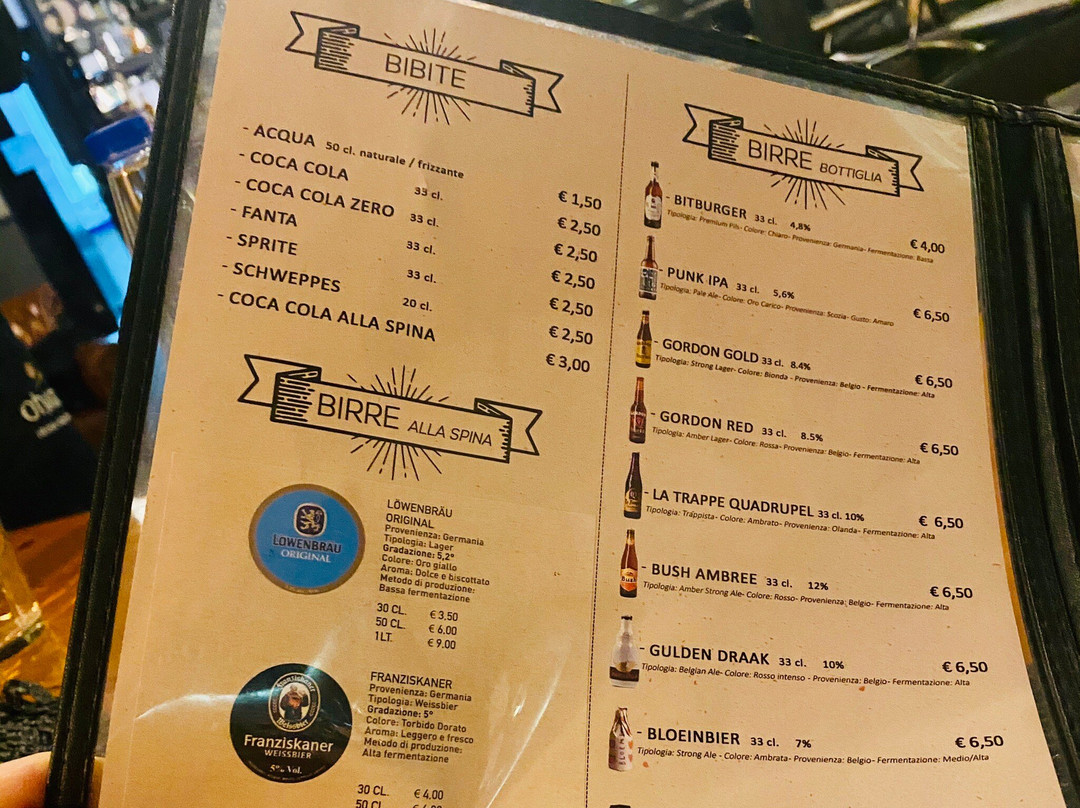 BIBITE
- ACQUA 50 cl. naturale / frizzante € 1,50
- COCA COLA 33 cl. € 2,50
- COCA COLA ZERO 33 cl. € 2,50
- FANTA 33 cl. € 2,50
- SPRITE 33 cl. € 2,50
- SCHWEPPES 20 cl. € 2,50
- COCA COLA ALLA SPINA € 3,00
BIRRE ALLA SPINA
LÖWENBRÄU
ORIGINAL
LÖWENBRÄU
ORIGINAL
Provenienza: Germania
Tipologia: Lager
Gradazione: 5,2°
Colore: Oro giallo
Aroma: Dolce e biscottato
Metodo di produzione:
Bassa fermentazione
30 CL. € 3.50
50 CL. € 6.00
1 LT. € 9.00
Franziskaner
WEISSBIER
5% Vol.
FRANZISKANER
Provenienza: Germania
Tipologia: Weissbier
Gradazione: 5°
Colore: Torbido Dorato
Aroma: Leggero e fresco
Metodo di produzione:
Alta fermentazione
30 CL. € 4.00
50 CL.
BIRRE BOTTIGLIA
- BITBURGER 33 cl. 4,8% € 4,00
Tipologia: Premium Pils- Colore: Chiaro- Provenienza: Germania- Fermentazione: Bassa
- PUNK IPA 33 cl. 5,6% € 6,50
Tipologia: Pale Ale- Colore: Oro Carico- Provenienza: Scozia- Gusto: Amaro
- GORDON GOLD 33 cl. 8.4% € 6,50
Tipologia: Strong Lager- Colore: Bionda - Provenienza: Belgio - Fermentazione: Alta
- GORDON RED 33 cl. 8.5% € 6,50
Tipologia: Amber Lager- Colore: Rossa- Provenienza: Belgio- Fermentazione: Alta
- LA TRAPPE QUADRUPEL 33 cl. 10% € 6,50
Tipologia: Trappista- Colore: Ambrato- Provenienza: Olanda- Fermentazione: Alta
- BUSH AMBREE 33 cl. 12% € 6,50
Tipologia: Amber Strong Ale- Colore: Rosso- Provenienza: Belgio- Fermentazione: Alta
- GULDEN DRAAK 33 cl. 10% € 6,50
Tipologia: Belgian Ale- Colore: Rosso intenso - Provenienza: Belgio- Fermentazione: Alta
- BLOEINBIER 33 cl. 7% € 6,50
Tipologia: Strong Ale - Colore: Ambrata- Provenienza: Belgio- Fermentazione: Medio/Alta